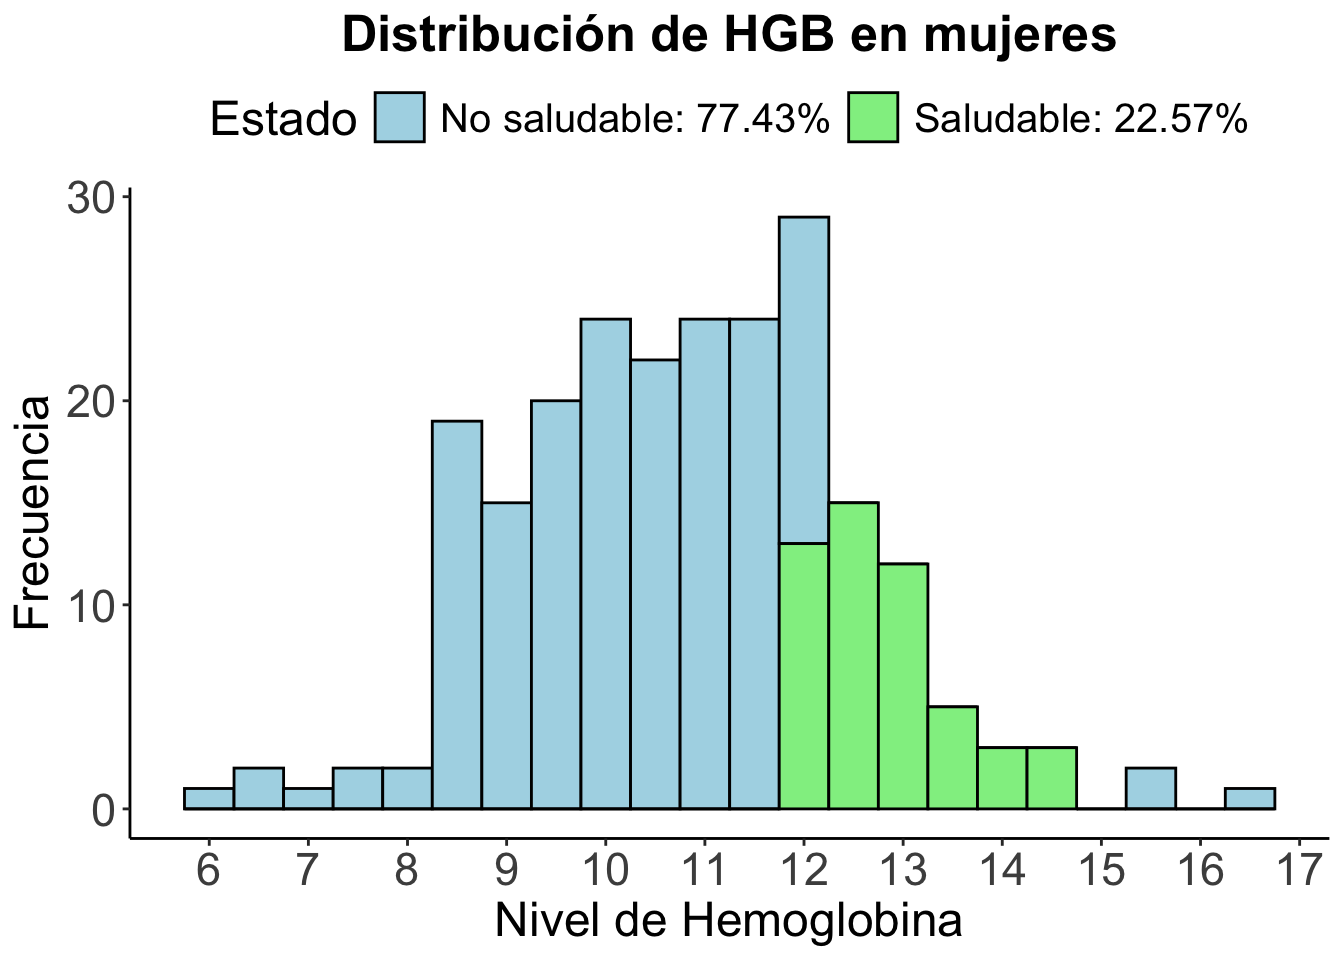 Distribución de HGB en mujeres
Estado No saludable: 77.43% Saludable: 22.57%
30
20
10
0
Frecuencia
6 7 8 9 10 11 12 13 14 15 16 17
Nivel de Hemoglobina